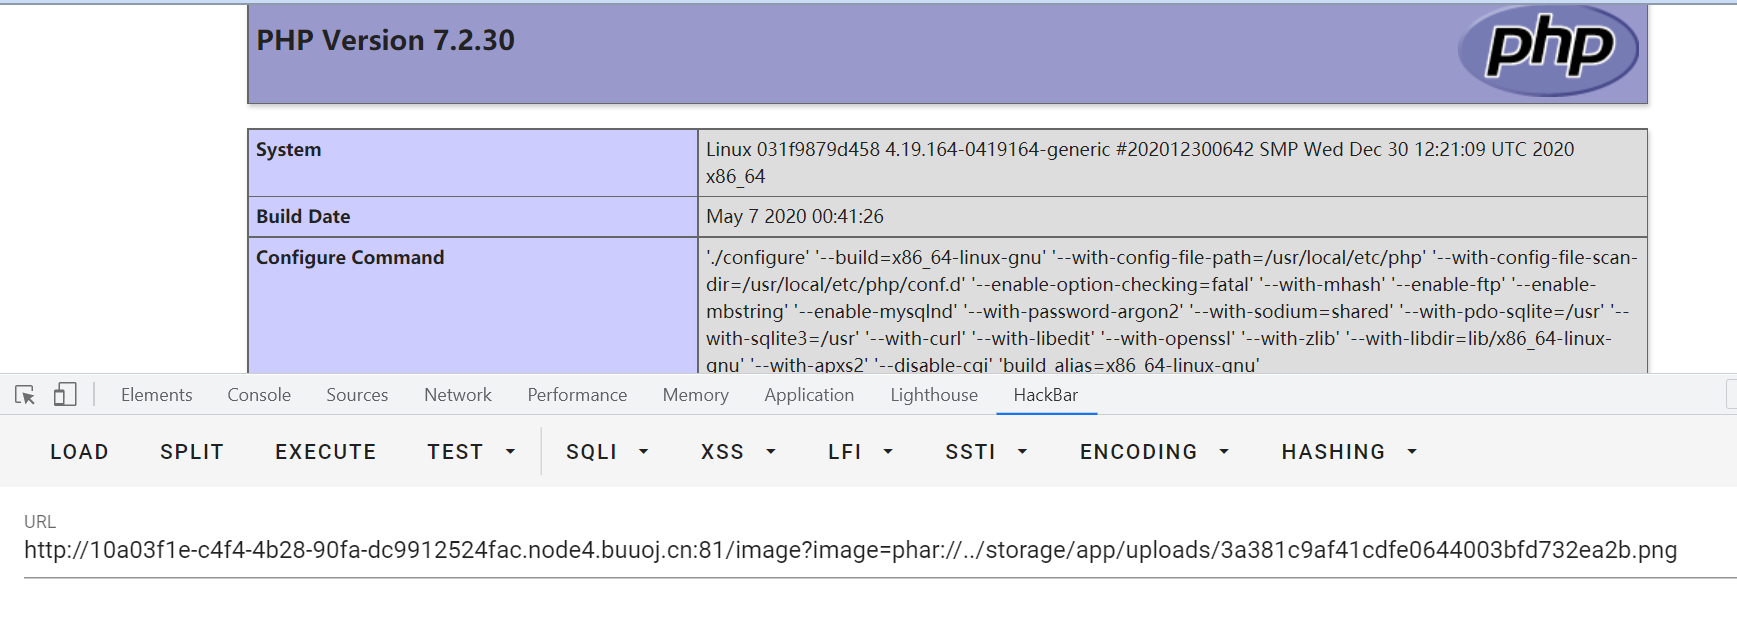 PHP Version 7.2.30
php
System
Linux 031f9879d458 4.19.164-0419164-generic #202012300642 SMP Wed Dec 30 12:21:09 UTC 2020
x86_64
Build Date
May 7 2020 00:41:26
Configure Command
'./configure' '--build=x86_64-linux-gnu' '--with-config-file-path=/usr/local/etc/php' '--with-config-file-scan-
dir=/usr/local/etc/php/conf.d' '--enable-option-checking=fatal' '--with-mhash' '--enable-ftp' '--enable-
mbstring' '--enable-mysqlnd' '--with-password-argon2' '--with-sodium=shared' '--with-pdo-sqlite=/usr' '--
with-sqlite3=/usr' '--with-curl' '--with-libedit' '--with-openssl' '--with-zlib' '--with-libdir=lib/x86_64-linux-
gnu' '--with-apxs2' '--disable-cgi' 'build_alias=x86_64-linux-gnu'
Elements Console Sources Network Performance Memory Application Lighthouse HackBar
LOAD SPLIT EXECUTE TEST SQLI XSS LFI SSTI ENCODING HASHING
URL
http://10a03f1e-c4f4-4b28-90fa-dc9912524fac.node4.buuoj.cn:81/image?image=phar://../storage/app/uploads/3a381c9af41cdfe0644003bfd732ea2b.png